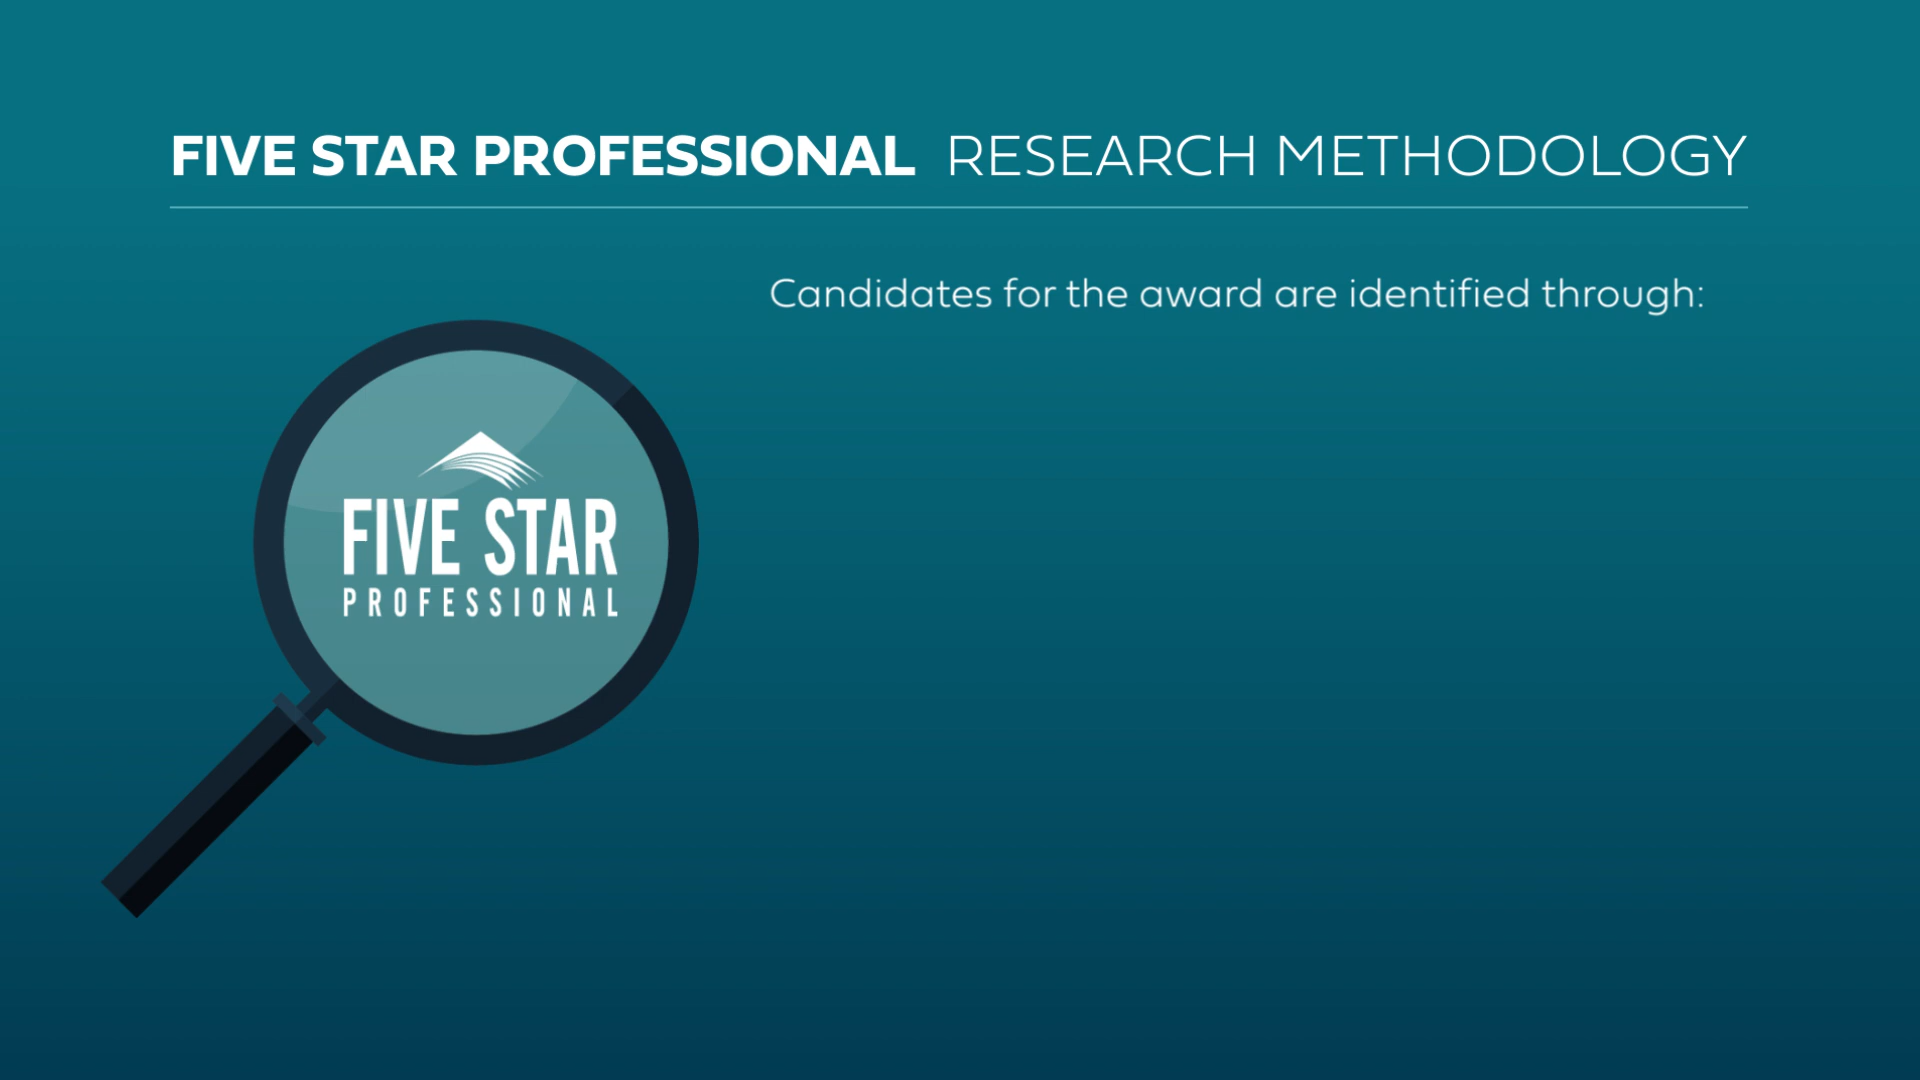 FIVE STAR PROFESSIONAL RESEARCH METHODOLOGY
Candidates for the award are identified through:
FIVE STAR
PROFESSIONAL